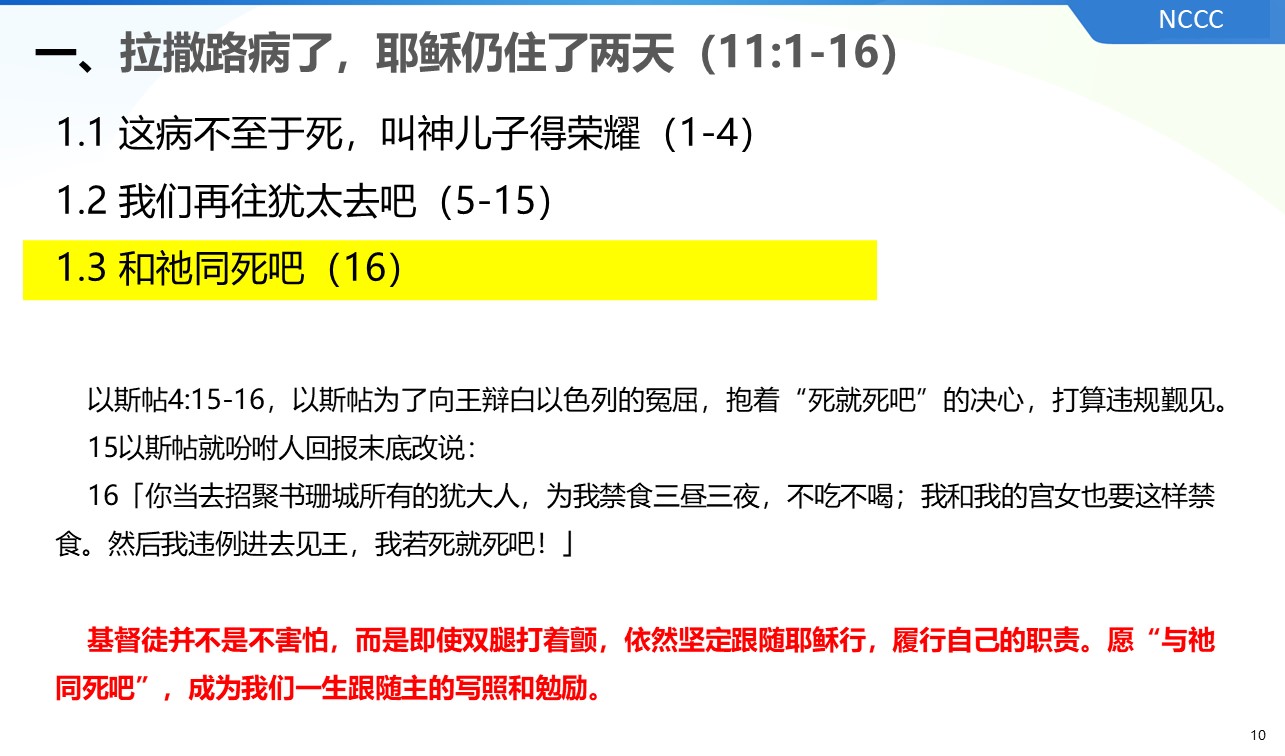 NCCC
一、拉撒路病了，耶稣仍住了两天（11:1-16）
1.1 这病不至于死，叫神儿子得荣耀（1-4）
1.2 我们再往犹太去吧（5-15）
1.3 和祂同死吧（16）
以斯帖4:15-16，以斯帖为了向王辩白以色列的冤屈，抱着“死就死吧”的决心，打算违规觐见。
15以斯帖就吩咐人回报末底改说：
16「你当去招聚书珊城所有的犹大人，为我禁食三昼三夜，不吃不喝；我和我的宫女也要这样禁
食。然后我违例进去见王，我若死就死吧！」
基督徒并不是不害怕，而是即使双腿打着颤，依然坚定跟随耶稣行，履行自己的职责。愿“与祂
同死吧”，成为我们一生跟随主的写照和勉励。
10